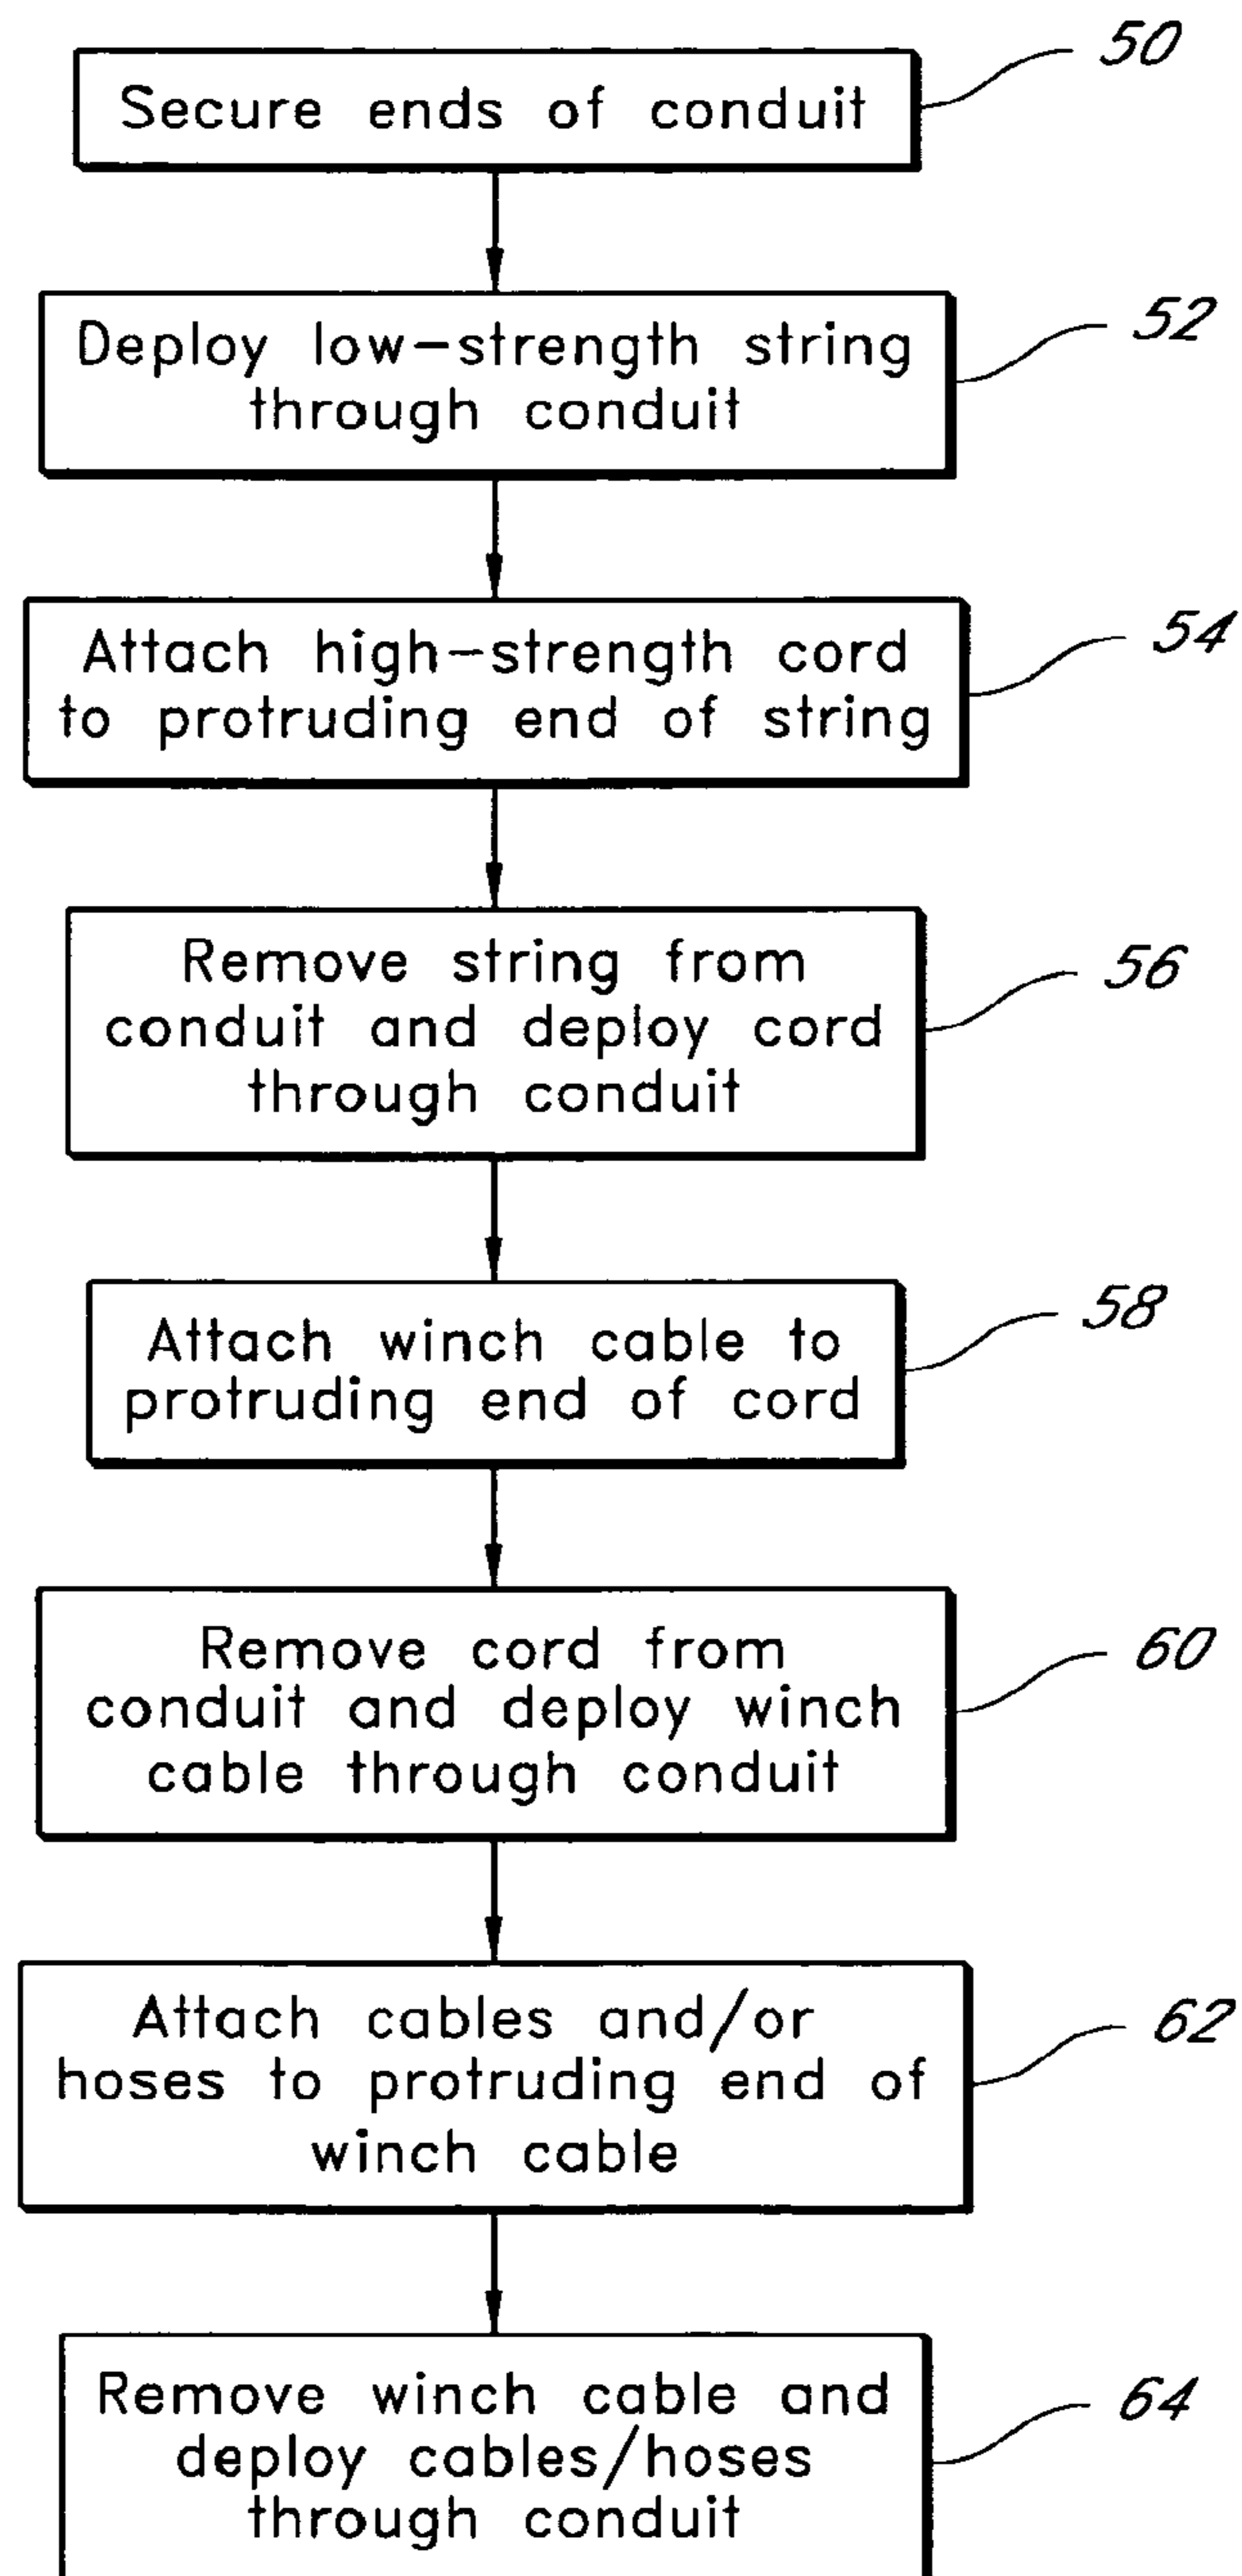 50
Secure ends of conduit
52
Deploy low-strength string
through conduit
54
Attach high-strength cord
to protruding end of string
56
Remove string from
conduit and deploy cord
through conduit
58
Attach winch cable to
protruding end of cord
60
Remove cord from
conduit and deploy winch
cable through conduit
62
Attach cables and/or
hoses to protruding end of
winch cable
64
Remove winch cable and
deploy cables/hoses
through conduit